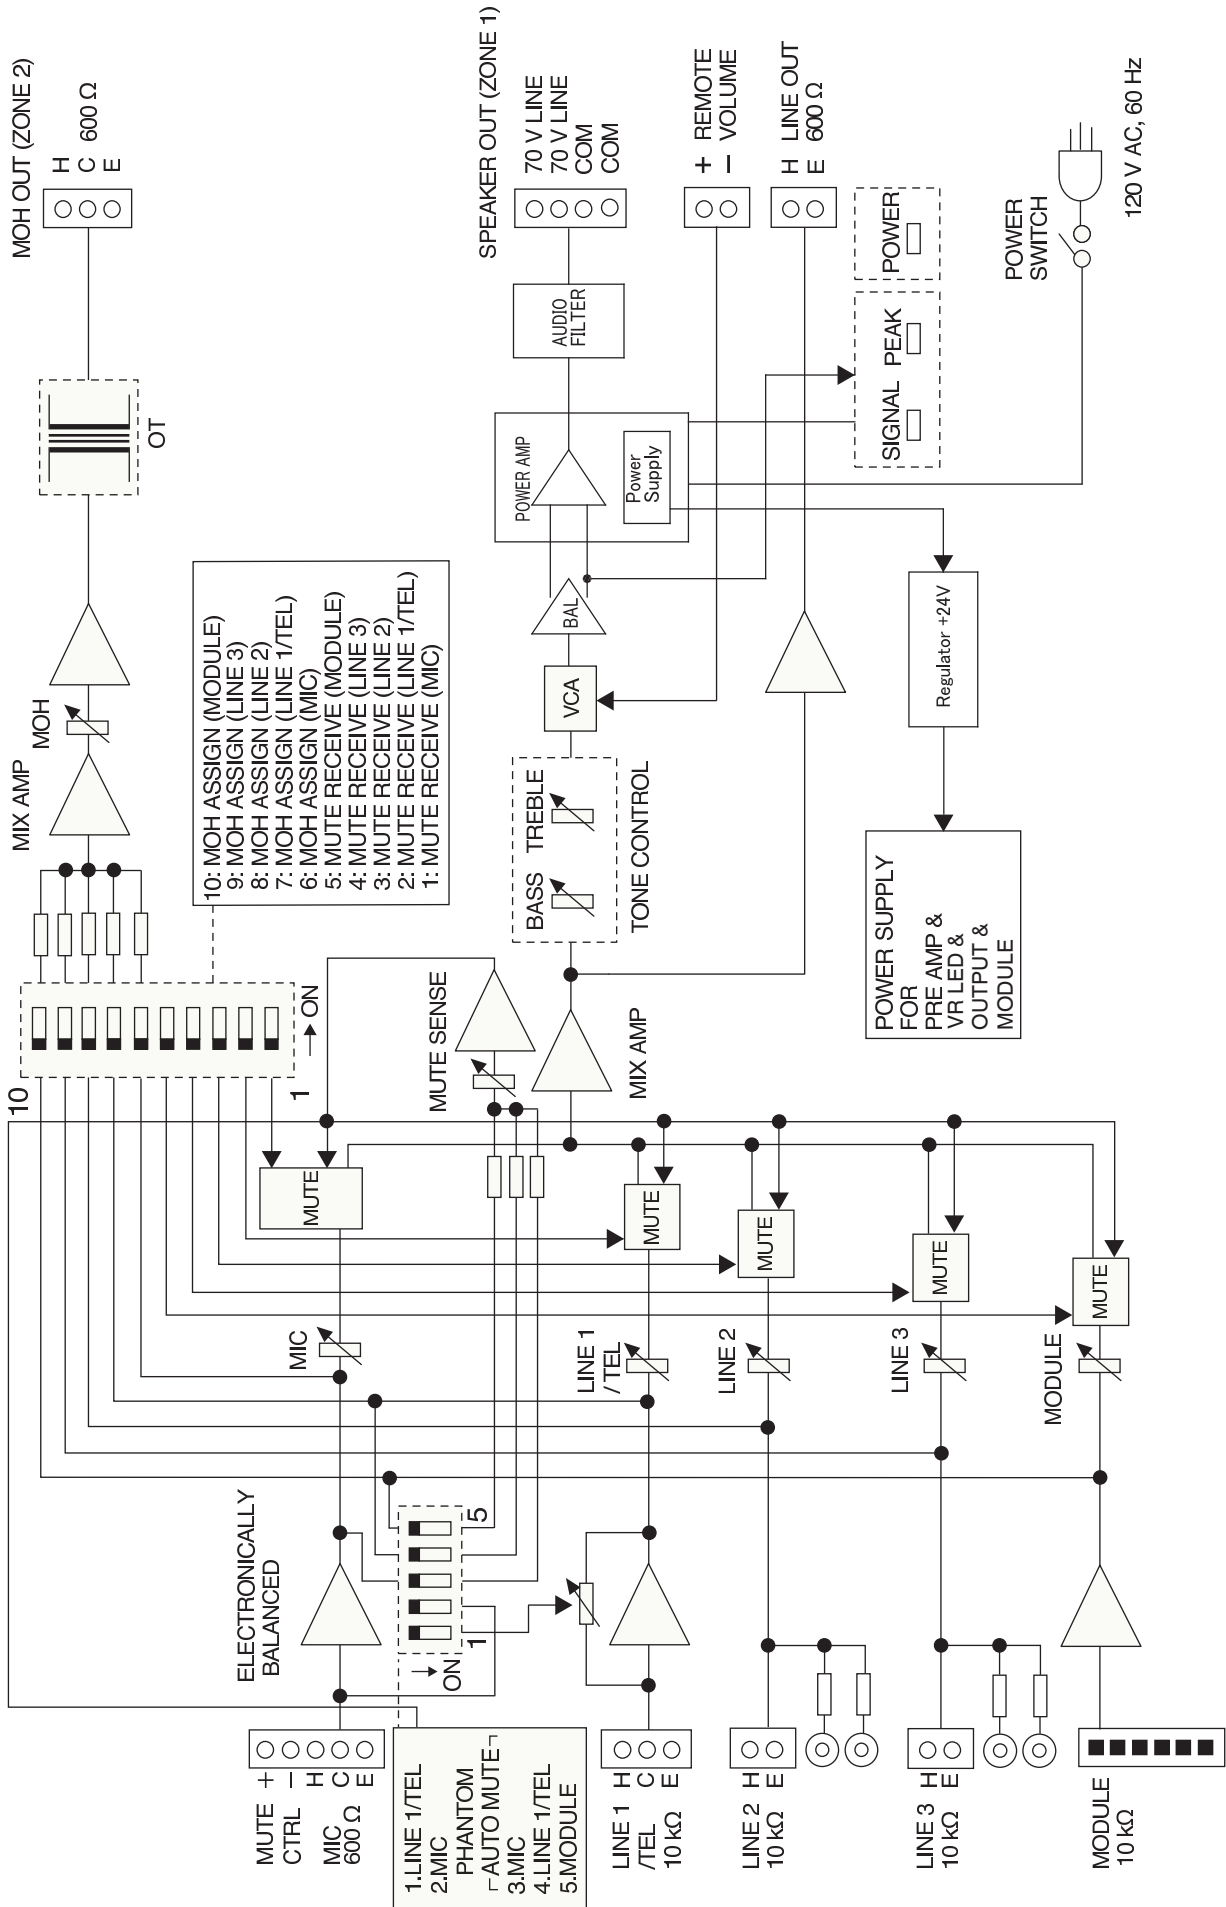 MOH OUT (ZONE 2)
H
C 600 Ω
E
OT
MOH
MIX AMP
10
1
ON
10: MOH ASSIGN (MODULE)
9: MOH ASSIGN (LINE 3)
8: MOH ASSIGN (LINE 2)
7: MOH ASSIGN (LINE 1/TEL)
6: MOH ASSIGN (MIC)
5: MUTE RECEIVE (MODULE)
4: MUTE RECEIVE (LINE 3)
3: MUTE RECEIVE (LINE 2)
2: MUTE RECEIVE (LINE 1/TEL)
1: MUTE RECEIVE (MIC)
SPEAKER OUT (ZONE 1)
70 V LINE
70 V LINE
COM
COM
+ REMOTE
− VOLUME
H LINE OUT
E 600 Ω
AUDIO
FILTER
POWER AMP
Power
Supply
BAL
VCA
BASS TREBLE
TONE CONTROL
SIGNAL PEAK
POWER
POWER
SWITCH
120 V AC, 60 Hz
Regulator +24V
POWER SUPPLY
FOR
PRE AMP &
VR LED &
OUTPUT &
MODULE
MUTE SENSE
MIX AMP
MUTE
MUTE
MUTE
MUTE
MUTE
MIC
LINE 1
/ TEL
LINE 2
LINE 3
MODULE
ELECTRONICALLY
BALANCED
5
1
ON
MUTE +
CTRL −
H
MIC C
600 Ω E
1.LINE 1/TEL
2.MIC
PHANTOM
┌AUTO MUTE┐
3.MIC
4.LINE 1/TEL
5.MODULE
LINE 1 H
/TEL C
10 kΩ E
LINE 2 H
10 kΩ E
LINE 3 H
10 kΩ E
MODULE
10 kΩ